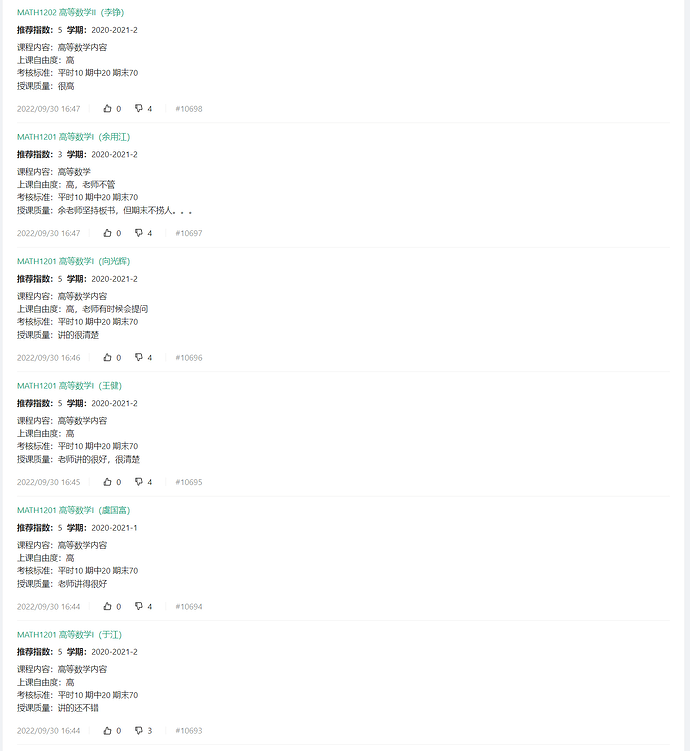 MATH1202 高等数学II（李铮）
推荐指数：5 学期：2020-2021-2
课程内容：高等数学内容
上课自由度：高
考核标准：平时10 期中20 期末70
授课质量：很高
2022/09/30 16:47 0 4 #10698
MATH1201 高等数学I（余用江）
推荐指数：3 学期：2020-2021-2
课程内容：高等数学
上课自由度：高，老师不管
考核标准：平时10 期中20 期末70
授课质量：余老师坚持板书，但期末不捞人。。。
2022/09/30 16:47 0 4 #10697
MATH1201 高等数学I（向光辉）
推荐指数：5 学期：2020-2021-2
课程内容：高等数学内容
上课自由度：高，老师有时候会提问
考核标准：平时10 期中20 期末70
授课质量：讲的很清楚
2022/09/30 16:46 0 4 #10696
MATH1201 高等数学I（王健）
推荐指数：5 学期：2020-2021-2
课程内容：高等数学内容
上课自由度：高
考核标准：平时10 期中20 期末70
授课质量：老师讲的很好，很清楚
2022/09/30 16:45 0 4 #10695
MATH1201 高等数学I（虞国富）
推荐指数：5 学期：2020-2021-1
课程内容：高等数学内容
上课自由度：高
考核标准：平时10 期中20 期末70
授课质量：老师讲得很好
2022/09/30 16:44 0 4 #10694
MATH1201 高等数学I（于江）
推荐指数：5 学期：2020-2021-2
课程内容：高等数学内容
上课自由度：高
考核标准：平时10 期中20 期末70
授课质量：讲的还不错
2022/09/30 16:44 0 3 #10693